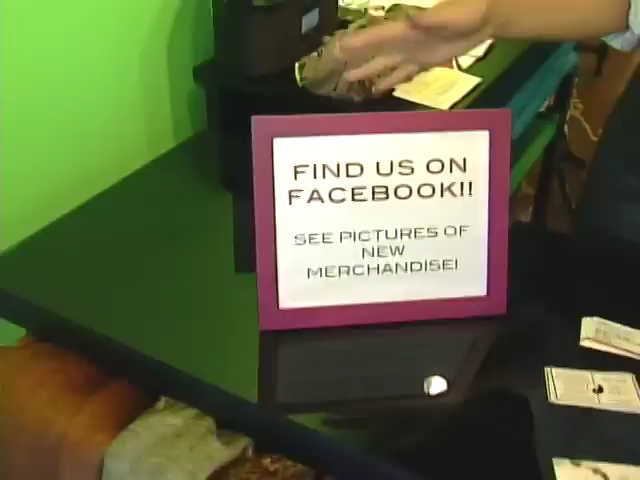 FIND US ON
FACEBOOK!!
SEE PICTURES OF
NEW
MERCHANDISE!